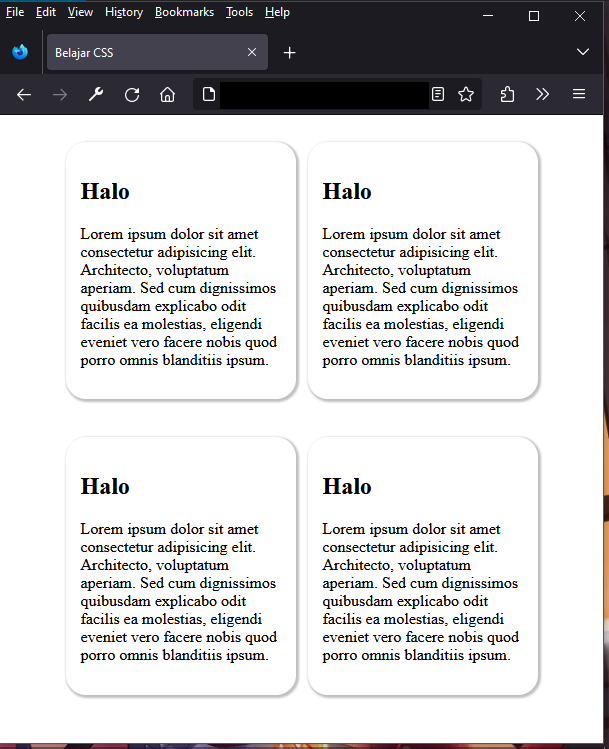 File Edit View History Bookmarks Tools Help
Belajar CSS
Halo
Lorem ipsum dolor sit amet
consectetur adipisicing elit.
Architecto, voluptatum
aperiam. Sed cum dignissimos
quibusdam explicabo odit
facilis ea molestias, eligendi
eveniet vero facere nobis quod
porro omnis blanditiis ipsum.
Halo
Lorem ipsum dolor sit amet
consectetur adipisicing elit.
Architecto, voluptatum
aperiam. Sed cum dignissimos
quibusdam explicabo odit
facilis ea molestias, eligendi
eveniet vero facere nobis quod
porro omnis blanditiis ipsum.
Halo
Lorem ipsum dolor sit amet
consectetur adipisicing elit.
Architecto, voluptatum
aperiam. Sed cum dignissimos
quibusdam explicabo odit
facilis ea molestias, eligendi
eveniet vero facere nobis quod
porro omnis blanditiis ipsum.
Halo
Lorem ipsum dolor sit amet
consectetur adipisicing elit.
Architecto, voluptatum
aperiam. Sed cum dignissimos
quibusdam explicabo odit
facilis ea molestias, eligendi
eveniet vero facere nobis quod
porro omnis blanditiis ipsum.